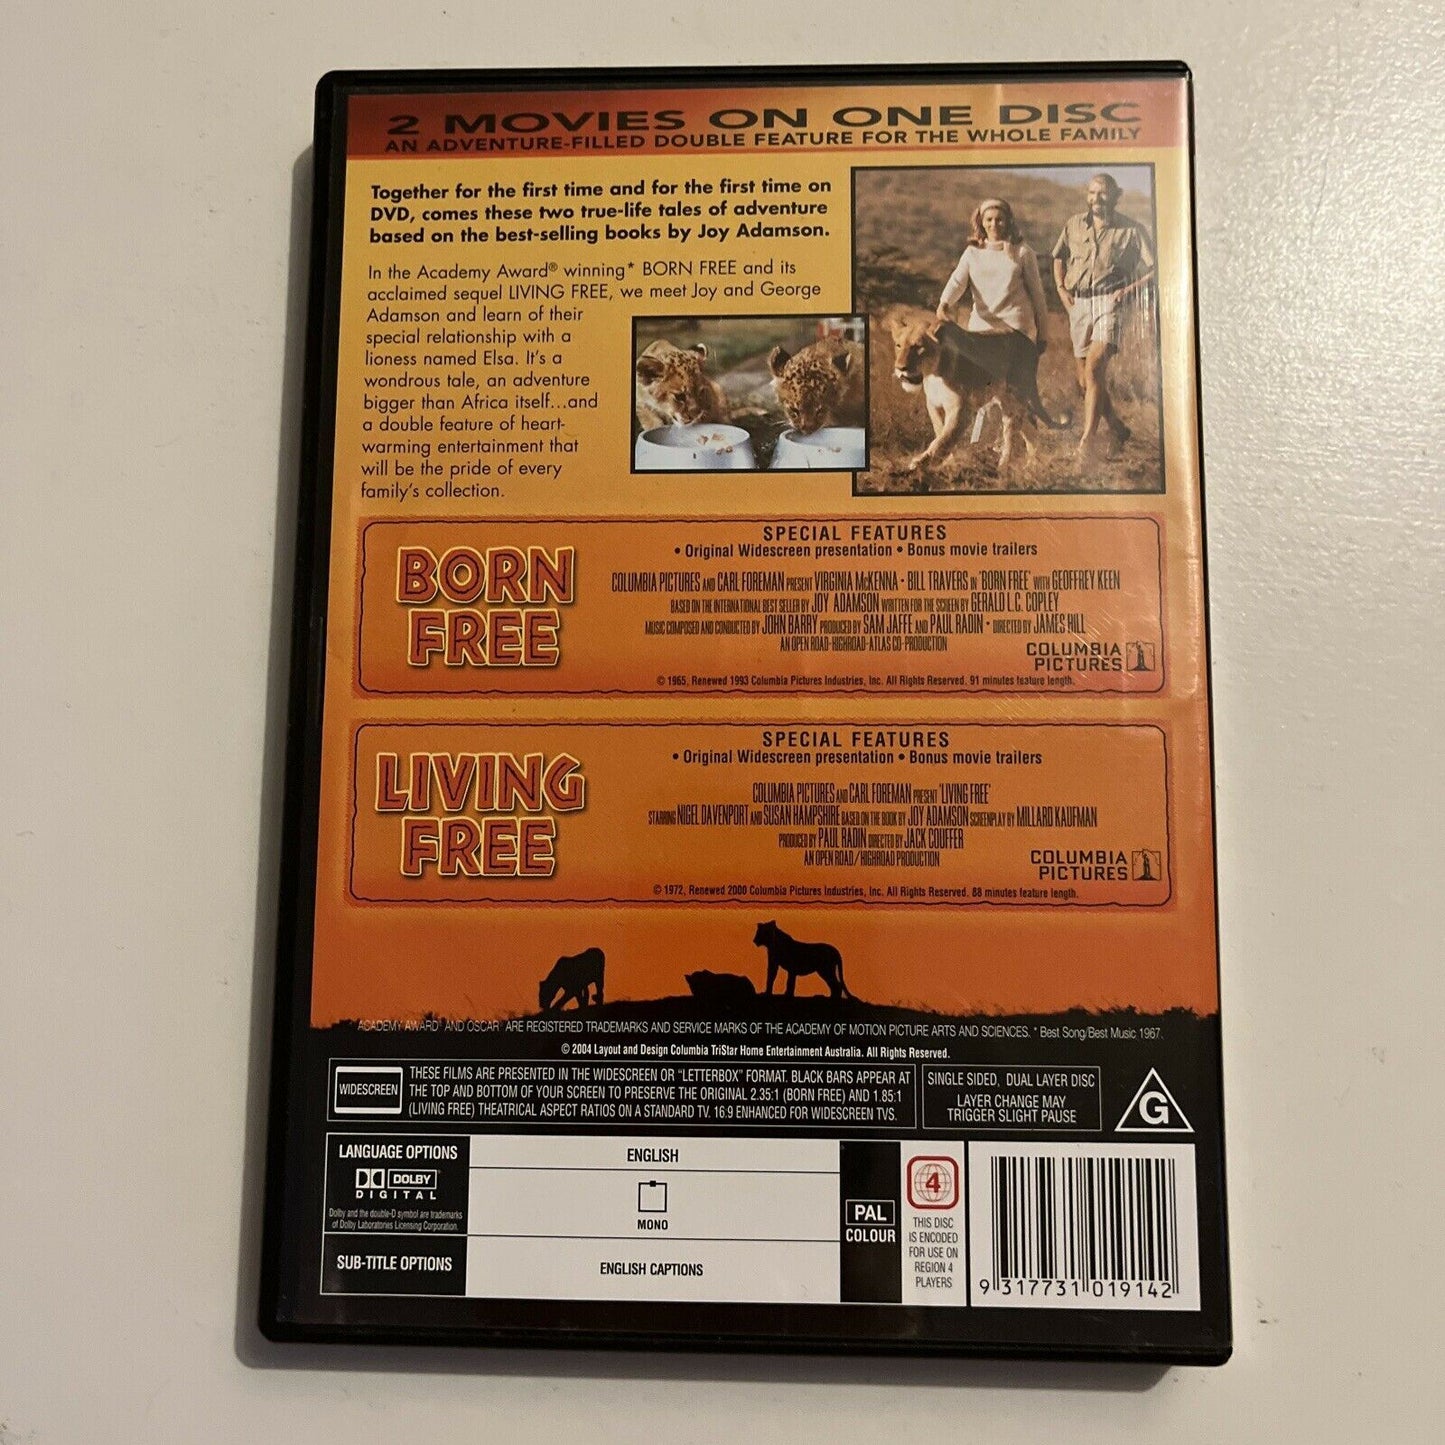 2 MOVIES ON ONE DISC
AN ADVENTURE-FILLED DOUBLE FEATURE FOR THE WHOLE FAMILY
Together for the first time and for the first time on
DVD, comes these two true-life tales of adventure
based on the best-selling books by Joy Adamson.
In the Academy Award® winning* BORN FREE and its
acclaimed sequel LIVING FREE, we meet Joy and George
Adamson and learn of their
special relationship with a
lioness named Elsa. It's a
wondrous tale, an adventure
bigger than Africa itself...and
a double feature of heart-
warming entertainment that
will be the pride of every
family's collection.
BORN
FREE
SPECIAL FEATURES
• Original Widescreen presentation • Bonus movie trailers
COLUMBIA PICTURES AND CARL FOREMAN PRESENT VIRGINIA McKENNA • BILL TRAVERS IN 'BORN FREE' WITH GEOFFREY KEEN
BASED ON THE INTERNATIONAL BEST SELLER BY JOY ADAMSON WRITTEN FOR THE SCREEN BY GERALD L.C. COPLEY
MUSIC COMPOSED AND CONDUCTED BY JOHN BARRY PRODUCED BY SAM JAFFE AND PAUL RADIN • DIRECTED BY JAMES HILL
AN OPEN ROAD-HIGHROAD-ATLAS CO-PRODUCTION
COLUMBIA
PICTURES
© 1965, Renewed 1993 Columbia Pictures Industries, Inc. All Rights Reserved. 91 minutes feature length.
LIVING
FREE
SPECIAL FEATURES
• Original Widescreen presentation • Bonus movie trailers
COLUMBIA PICTURES AND CARL FOREMAN PRESENT 'LIVING FREE'
STARRING NIGEL DAVENPORT AND SUSAN HAMPSHIRE BASED ON THE BOOK BY JOY ADAMSON SCREENPLAY BY MILLARD KAUFMAN
PRODUCED BY PAUL RADIN DIRECTED BY JACK COUFFER
AN OPEN ROAD/HIGHROAD PRODUCTION
COLUMBIA
PICTURES
© 1972, Renewed 2000 Columbia Pictures Industries, Inc. All Rights Reserved. 88 minutes feature length.
ACADEMY AWARD® AND OSCAR® ARE REGISTERED TRADEMARKS AND SERVICE MARKS OF THE ACADEMY OF MOTION PICTURE ARTS AND SCIENCES. * Best Song/Best Music 1967.
© 2004 Layout and Design Columbia TriStar Home Entertainment Australia. All Rights Reserved.
WIDESCREEN
THESE FILMS ARE PRESENTED IN THE WIDESCREEN OR "LETTERBOX" FORMAT. BLACK BARS APPEAR AT
THE TOP AND BOTTOM OF YOUR SCREEN TO PRESERVE THE ORIGINAL 2.35:1 (BORN FREE) AND 1.85:1
(LIVING FREE) THEATRICAL ASPECT RATIOS ON A STANDARD TV. 16:9 ENHANCED FOR WIDESCREEN TVS.
SINGLE SIDED, DUAL LAYER DISC
LAYER CHANGE MAY
TRIGGER SLIGHT PAUSE
G
LANGUAGE OPTIONS
DOLBY
DIGITAL
Dolby and the double-D symbol are trademarks
of Dolby Laboratories Licensing Corporation.
ENGLISH
MONO
SUB-TITLE OPTIONS
ENGLISH CAPTIONS
PAL
COLOUR
4
THIS DISC
IS ENCODED
FOR USE ON
REGION 4
PLAYERS
9 317731 019142